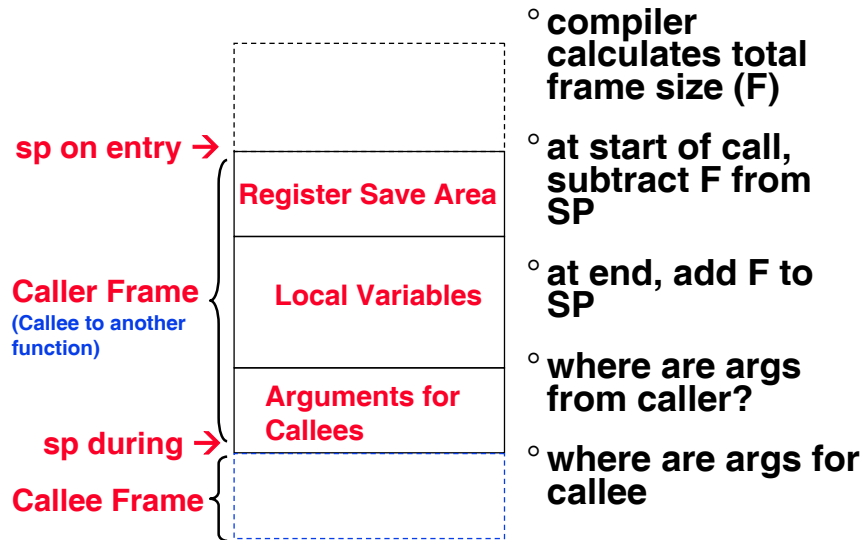 sp on entry →
Register Save Area
Caller Frame
(Callee to another
function)
Local Variables
Arguments for
Callees
sp during →
Callee Frame
° compiler
calculates total
frame size (F)
° at start of call,
subtract F from
SP
° at end, add F to
SP
° where are args
from caller?
° where are args for
callee